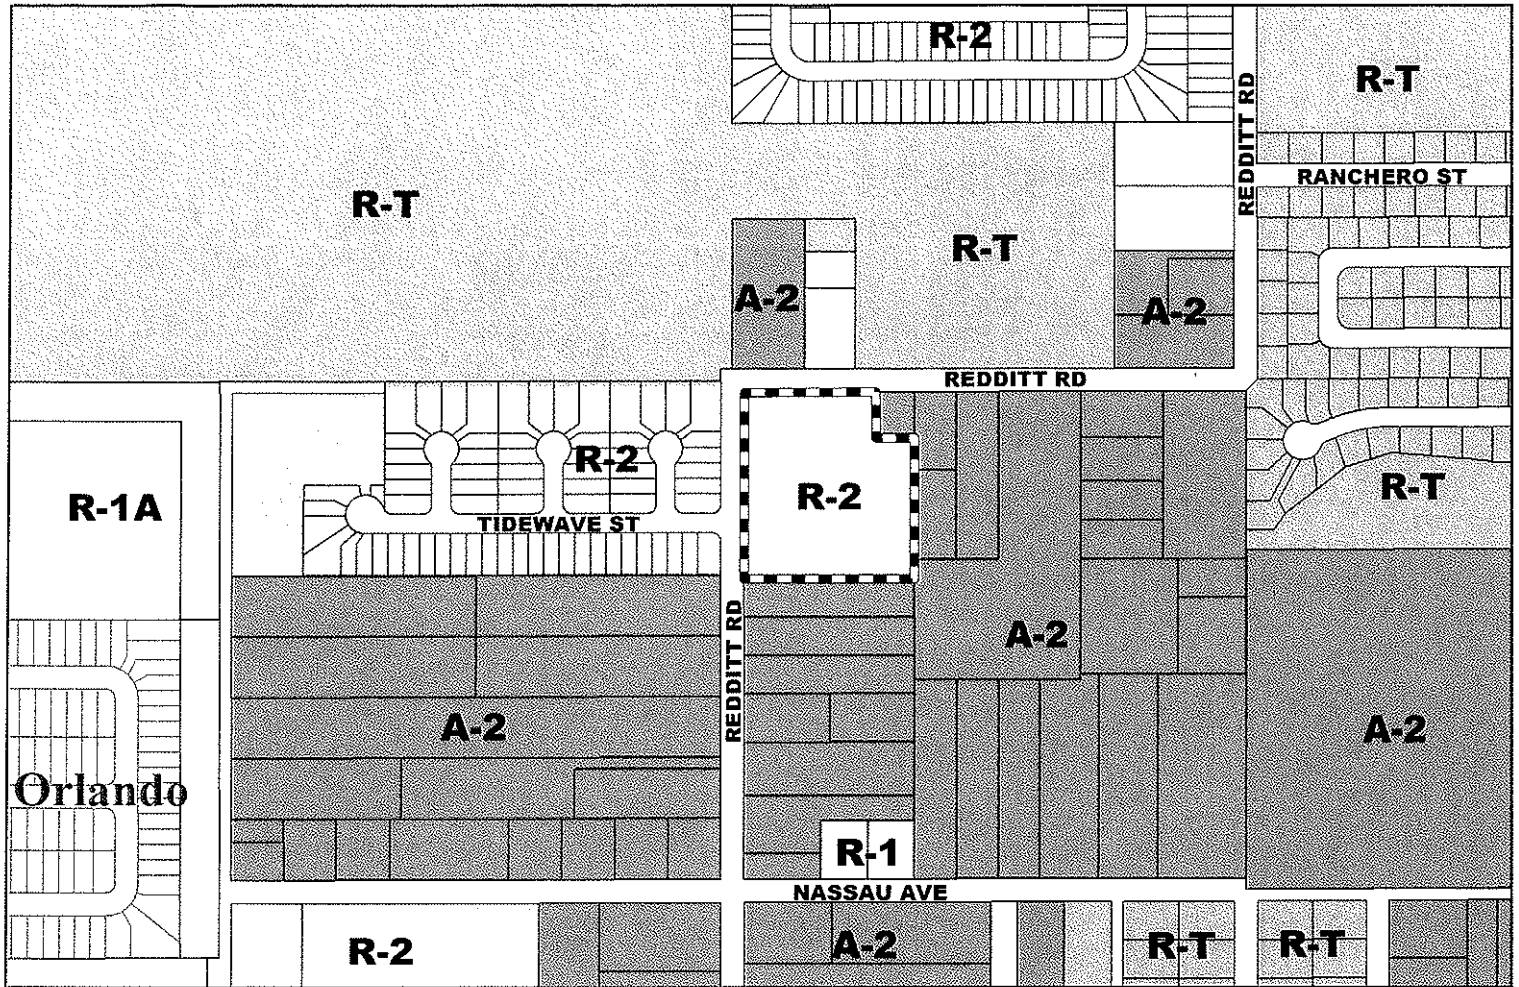 R-2
R-T
REDDITT RD
RANCHERO ST
R-T
R-T
A-2
A-2
REDDITT RD
R-2
R-2
R-T
R-1A
TIDEWAVE ST
REDDITT RD
A-2
A-2
A-2
Orlando
R-1
NASSAU AVE
R-2
A-2
R-T
R-T